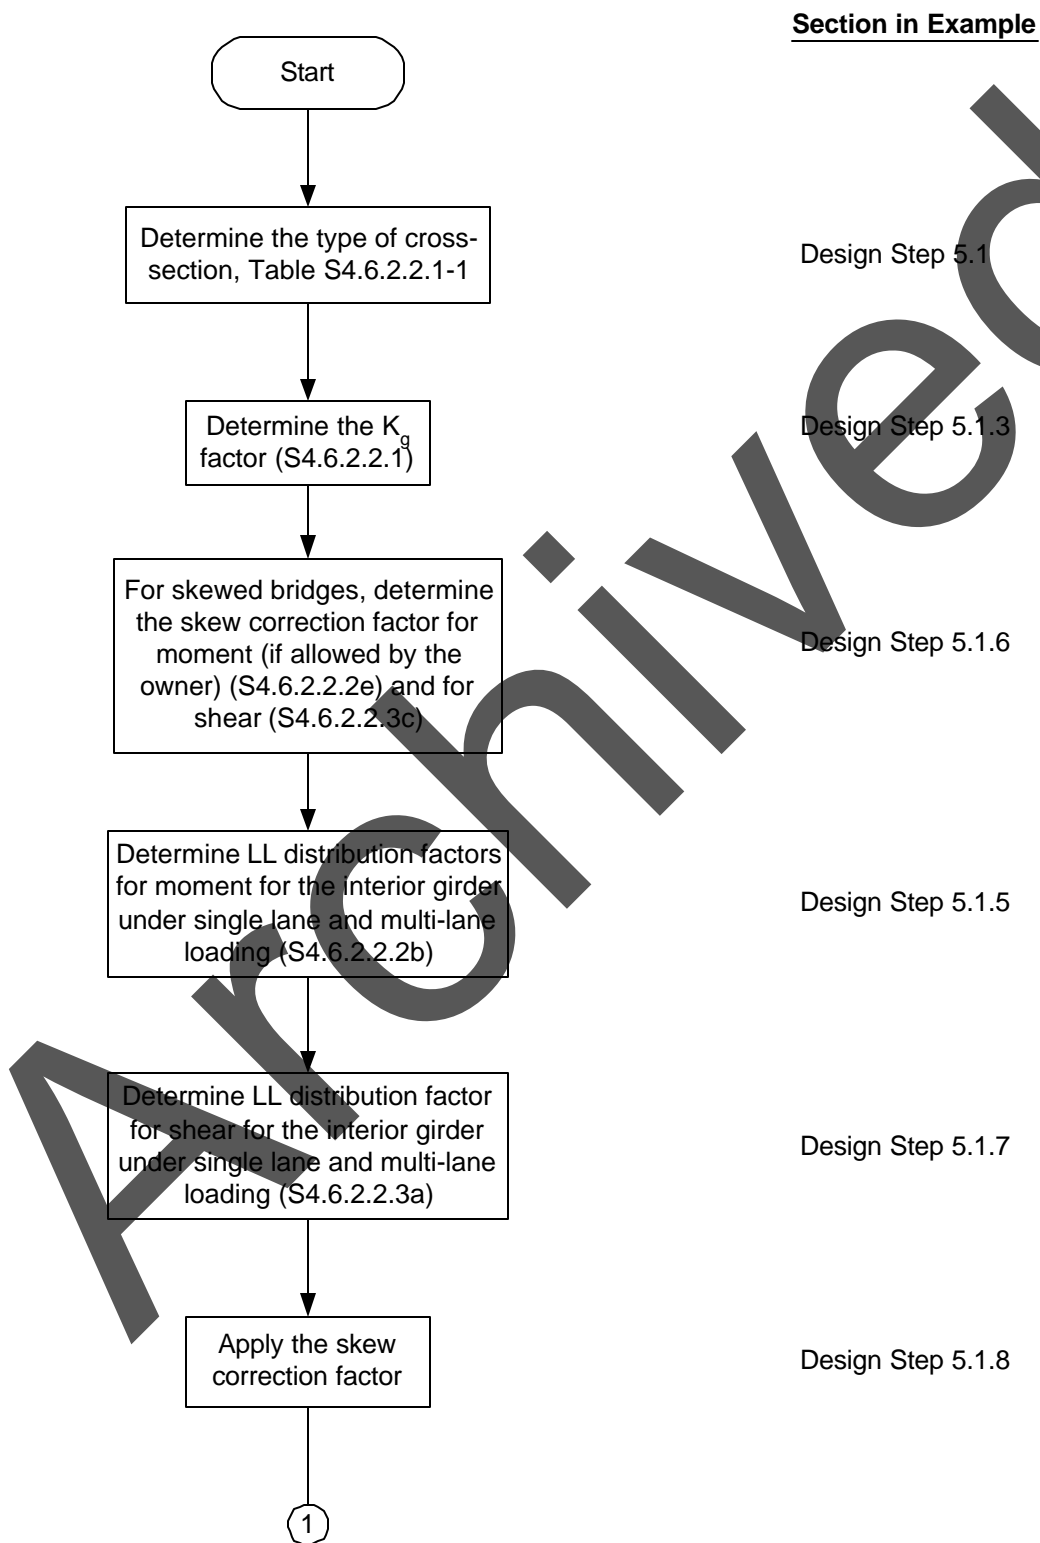 Section in Example
Start
Determine the type of cross-
section, Table S4.6.2.2.1-1
Design Step 5.1
Determine the Kg
factor (S4.6.2.2.1)
Design Step 5.1.3
For skewed bridges, determine
the skew correction factor for
moment (if allowed by the
owner) (S4.6.2.2.2e) and for
shear (S4.6.2.2.3c)
Design Step 5.1.6
Determine LL distribution factors
for moment for the interior girder
under single lane and multi-lane
loading (S4.6.2.2.2b)
Design Step 5.1.5
Determine LL distribution factor
for shear for the interior girder
under single lane and multi-lane
loading (S4.6.2.2.3a)
Design Step 5.1.7
Apply the skew
correction factor
Design Step 5.1.8
1
Archived